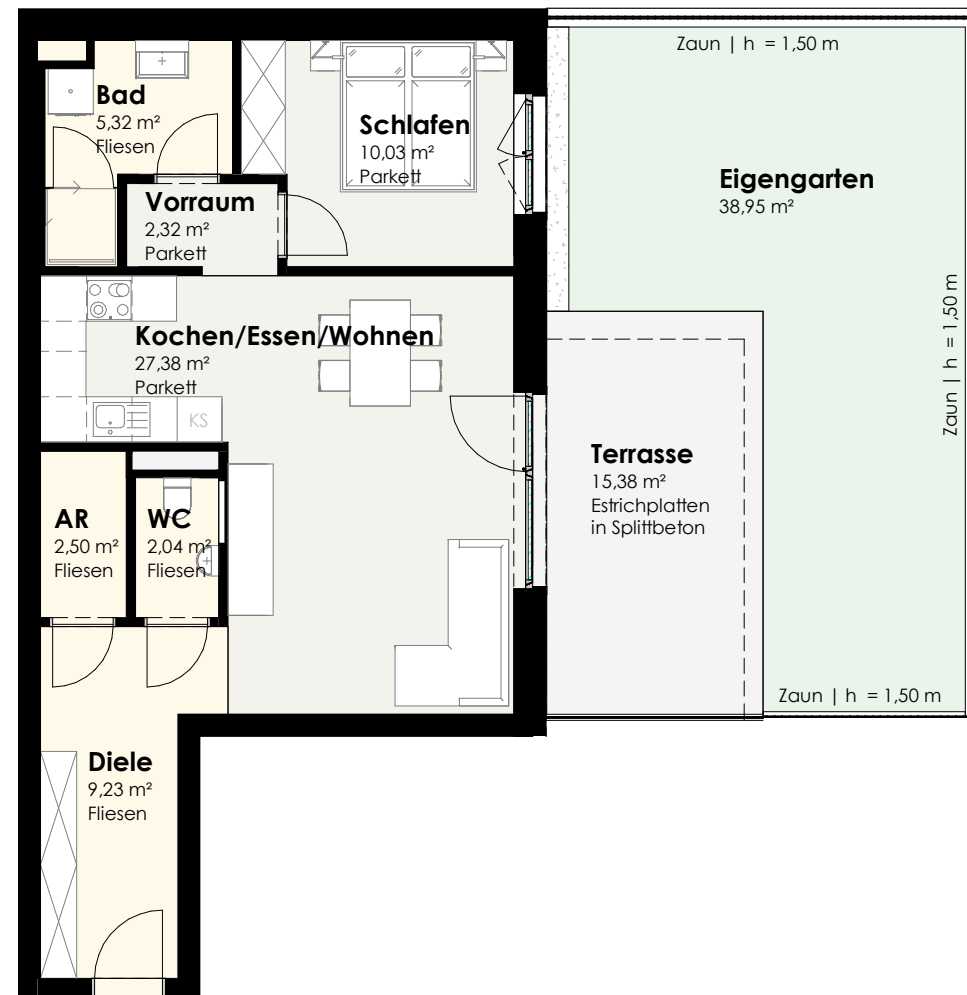 Zaun | h = 1,50 m
Bad
5,32 m²
Fliesen
Schlafen
10,03 m²
Parkett
Vorraum
2,32 m²
Parkett
Eigengarten
38,95 m²
Zaun | h = 1,50 m
Kochen/Essen/Wohnen
27,38 m²
Parkett
KS
Terrasse
15,38 m²
Estrichplatten
in Splittbeton
AR
2,50 m²
Fliesen
WC
2,04 m²
Fliesen
Zaun | h = 1,50 m
Diele
9,23 m²
Fliesen